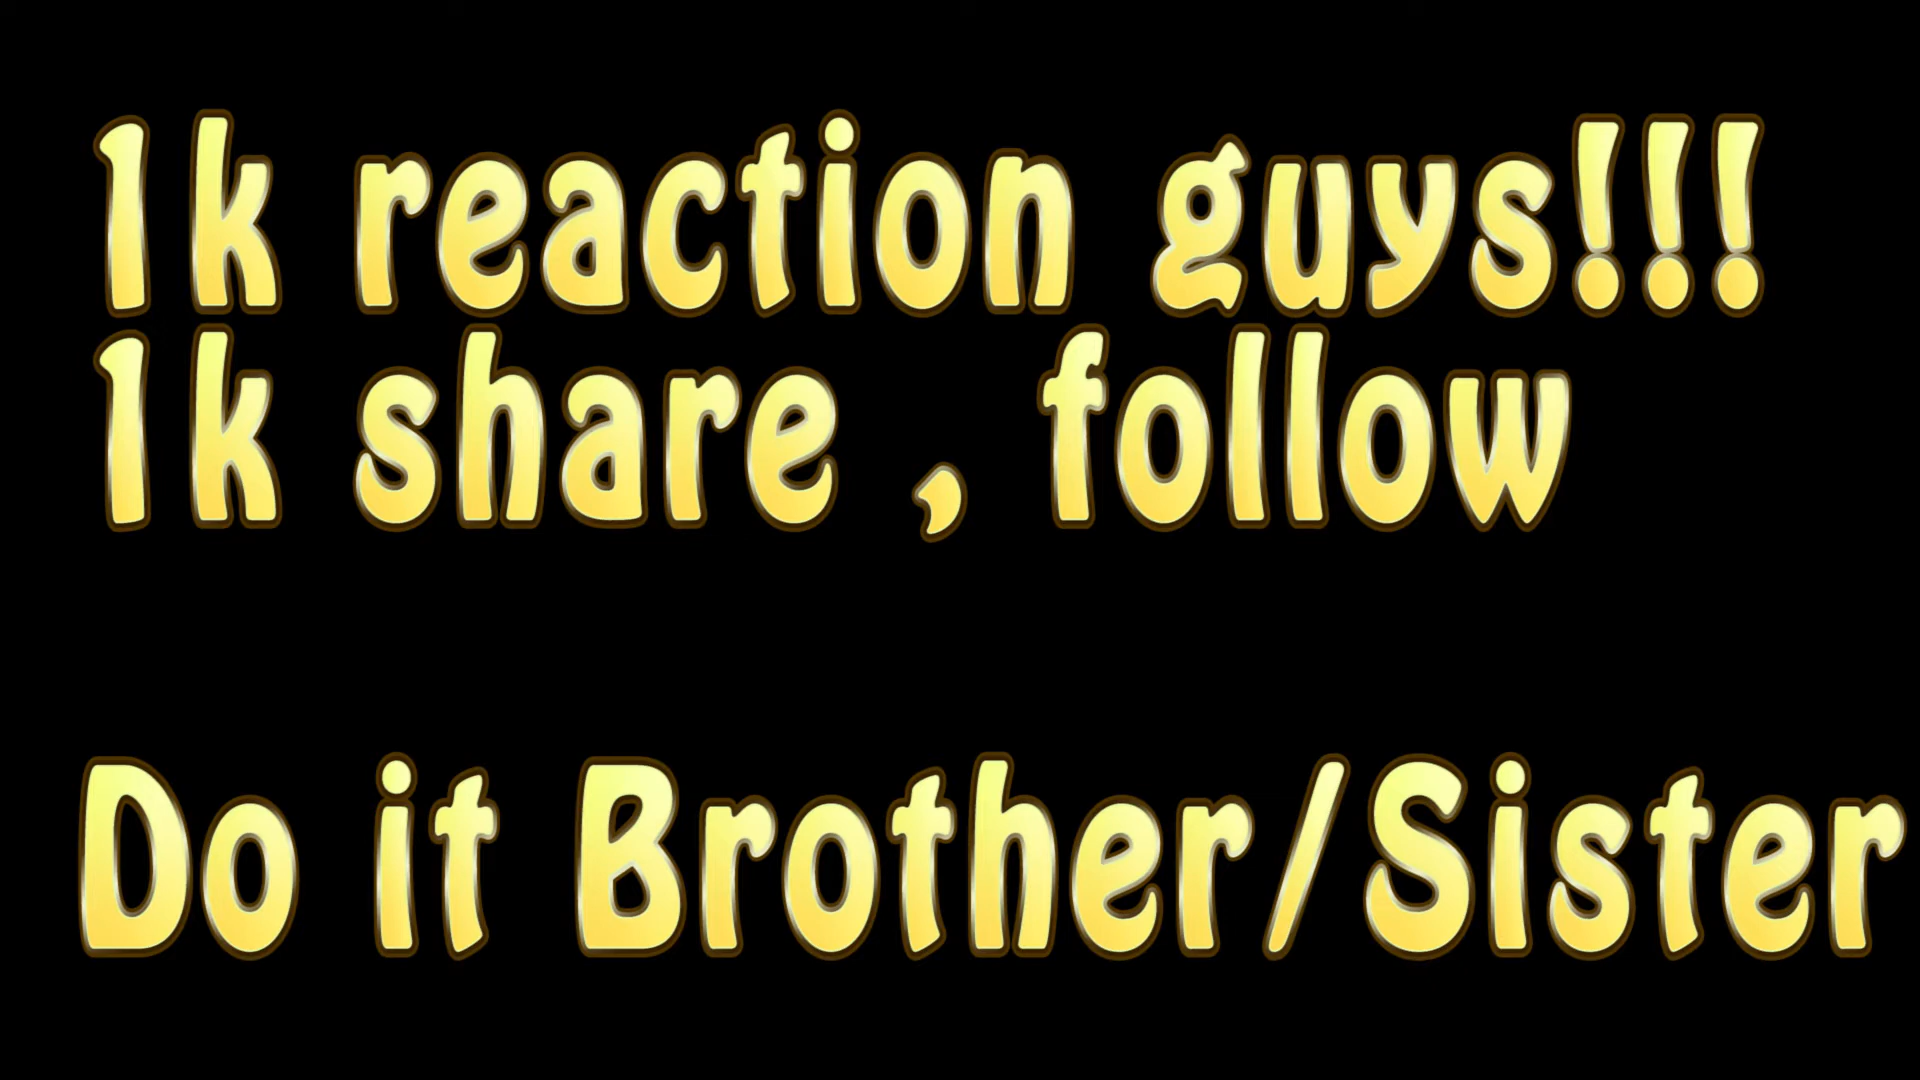 1k reaction guys!!!
1k share , follow
Do it Brother/Sister